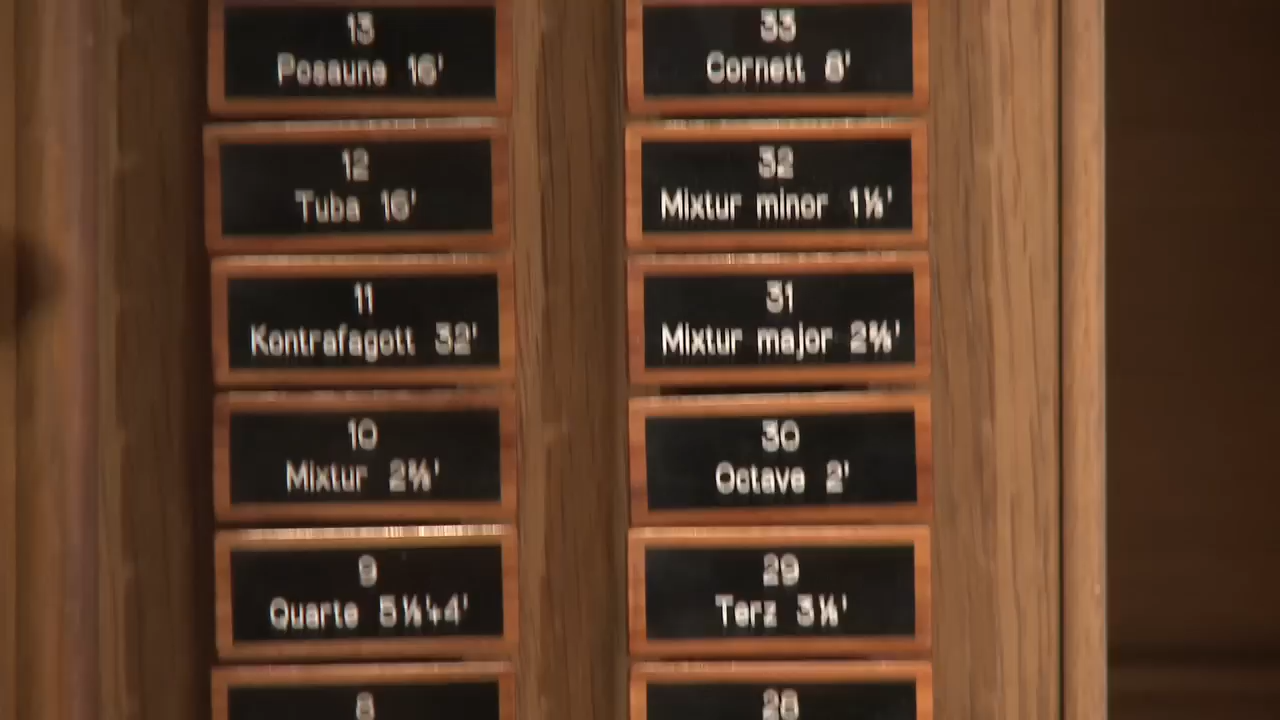 13
Posaune 16'
12
Tuba 16'
11
Kontrafagott 32'
10
Mixtur 2⅔'
9
Quarte 5⅓'+4'
8
33
Cornett 8'
32
Mixtur minor 1⅓'
31
Mixtur major 2⅔'
30
Octave 2'
29
Terz 3⅕'
28